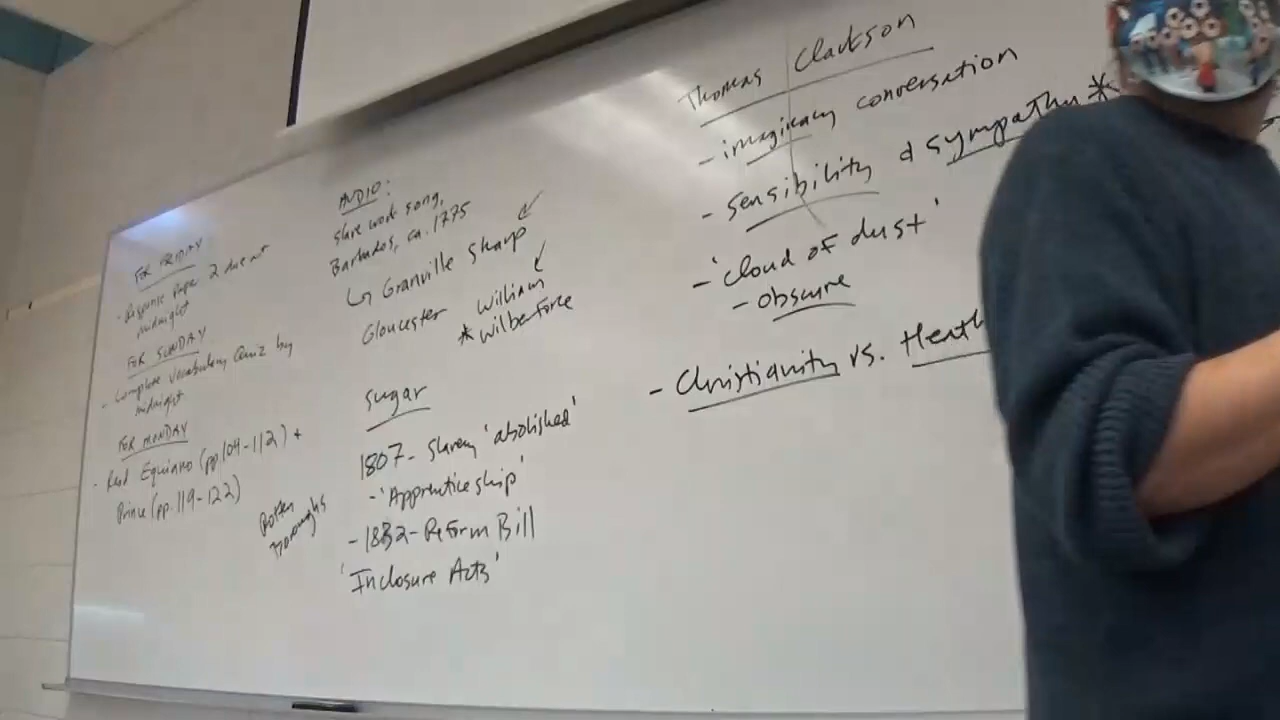 FOR FRIDAY
- Response Paper 2 due at
midnight
FOR SUNDAY
- Complete Vocabulary Quiz by
midnight
FOR MONDAY
- Read Equiano (pp 104-112) +
Prince (pp. 119-122)
Rotten
Boroughs
AUDIO:
slave work song,
Barbados, ca. 1775
↳ Granville Sharp
Gloucester William
* Wilberforce
sugar
1807- Slavery 'abolished'
- 'Apprenticeship'
- 1832- Reform Bill
'Inclosure Acts'
Thomas Clarkson
- imaginary conversation
- sensibility & sympathy *
- 'cloud of dust'
- obscure
- Christianity vs. Heath